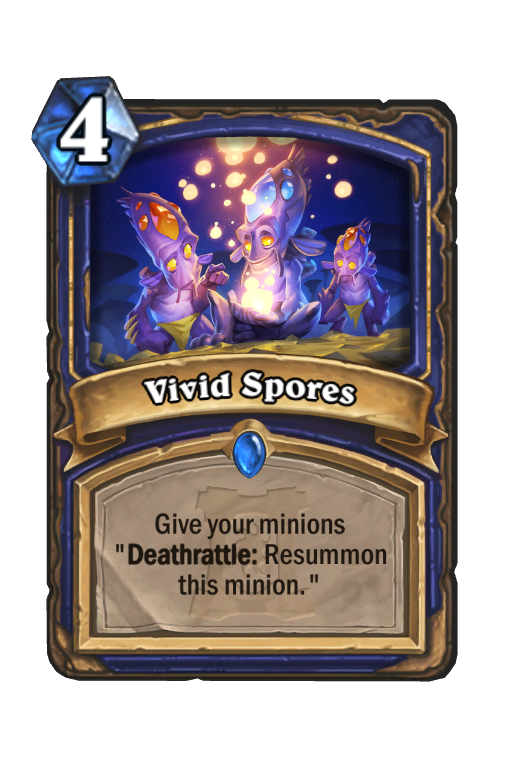 4
Vivid Spores
Give your minions
"Deathrattle: Resummon
this minion."